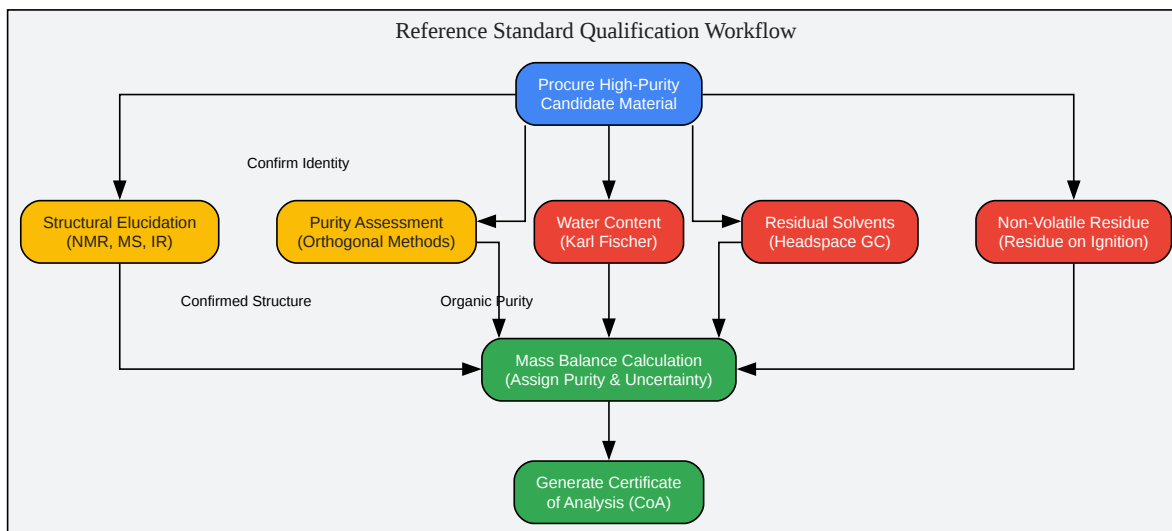 Reference Standard Qualification Workflow
Procure High-Purity
Candidate Material
Confirm Identity
Structural Elucidation
(NMR, MS, IR)
Purity Assessment
(Orthogonal Methods)
Water Content
(Karl Fischer)
Residual Solvents
(Headspace GC)
Non-Volatile Residue
(Residue on Ignition)
Confirmed Structure
Organic Purity
Mass Balance Calculation
(Assign Purity & Uncertainty)
Generate Certificate
of Analysis (CoA)